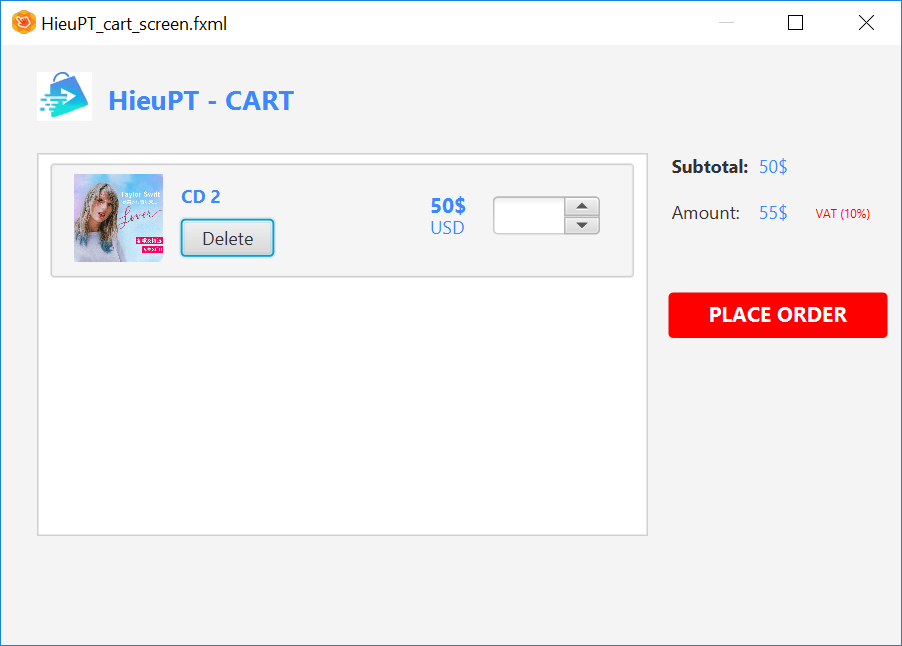 HieuPT_cart_screen.fxml
HieuPT - CART
Taylor Swift
Lover
CD 2
Delete
50$
USD
Subtotal: 50$
Amount: 55$ VAT (10%)
PLACE ORDER